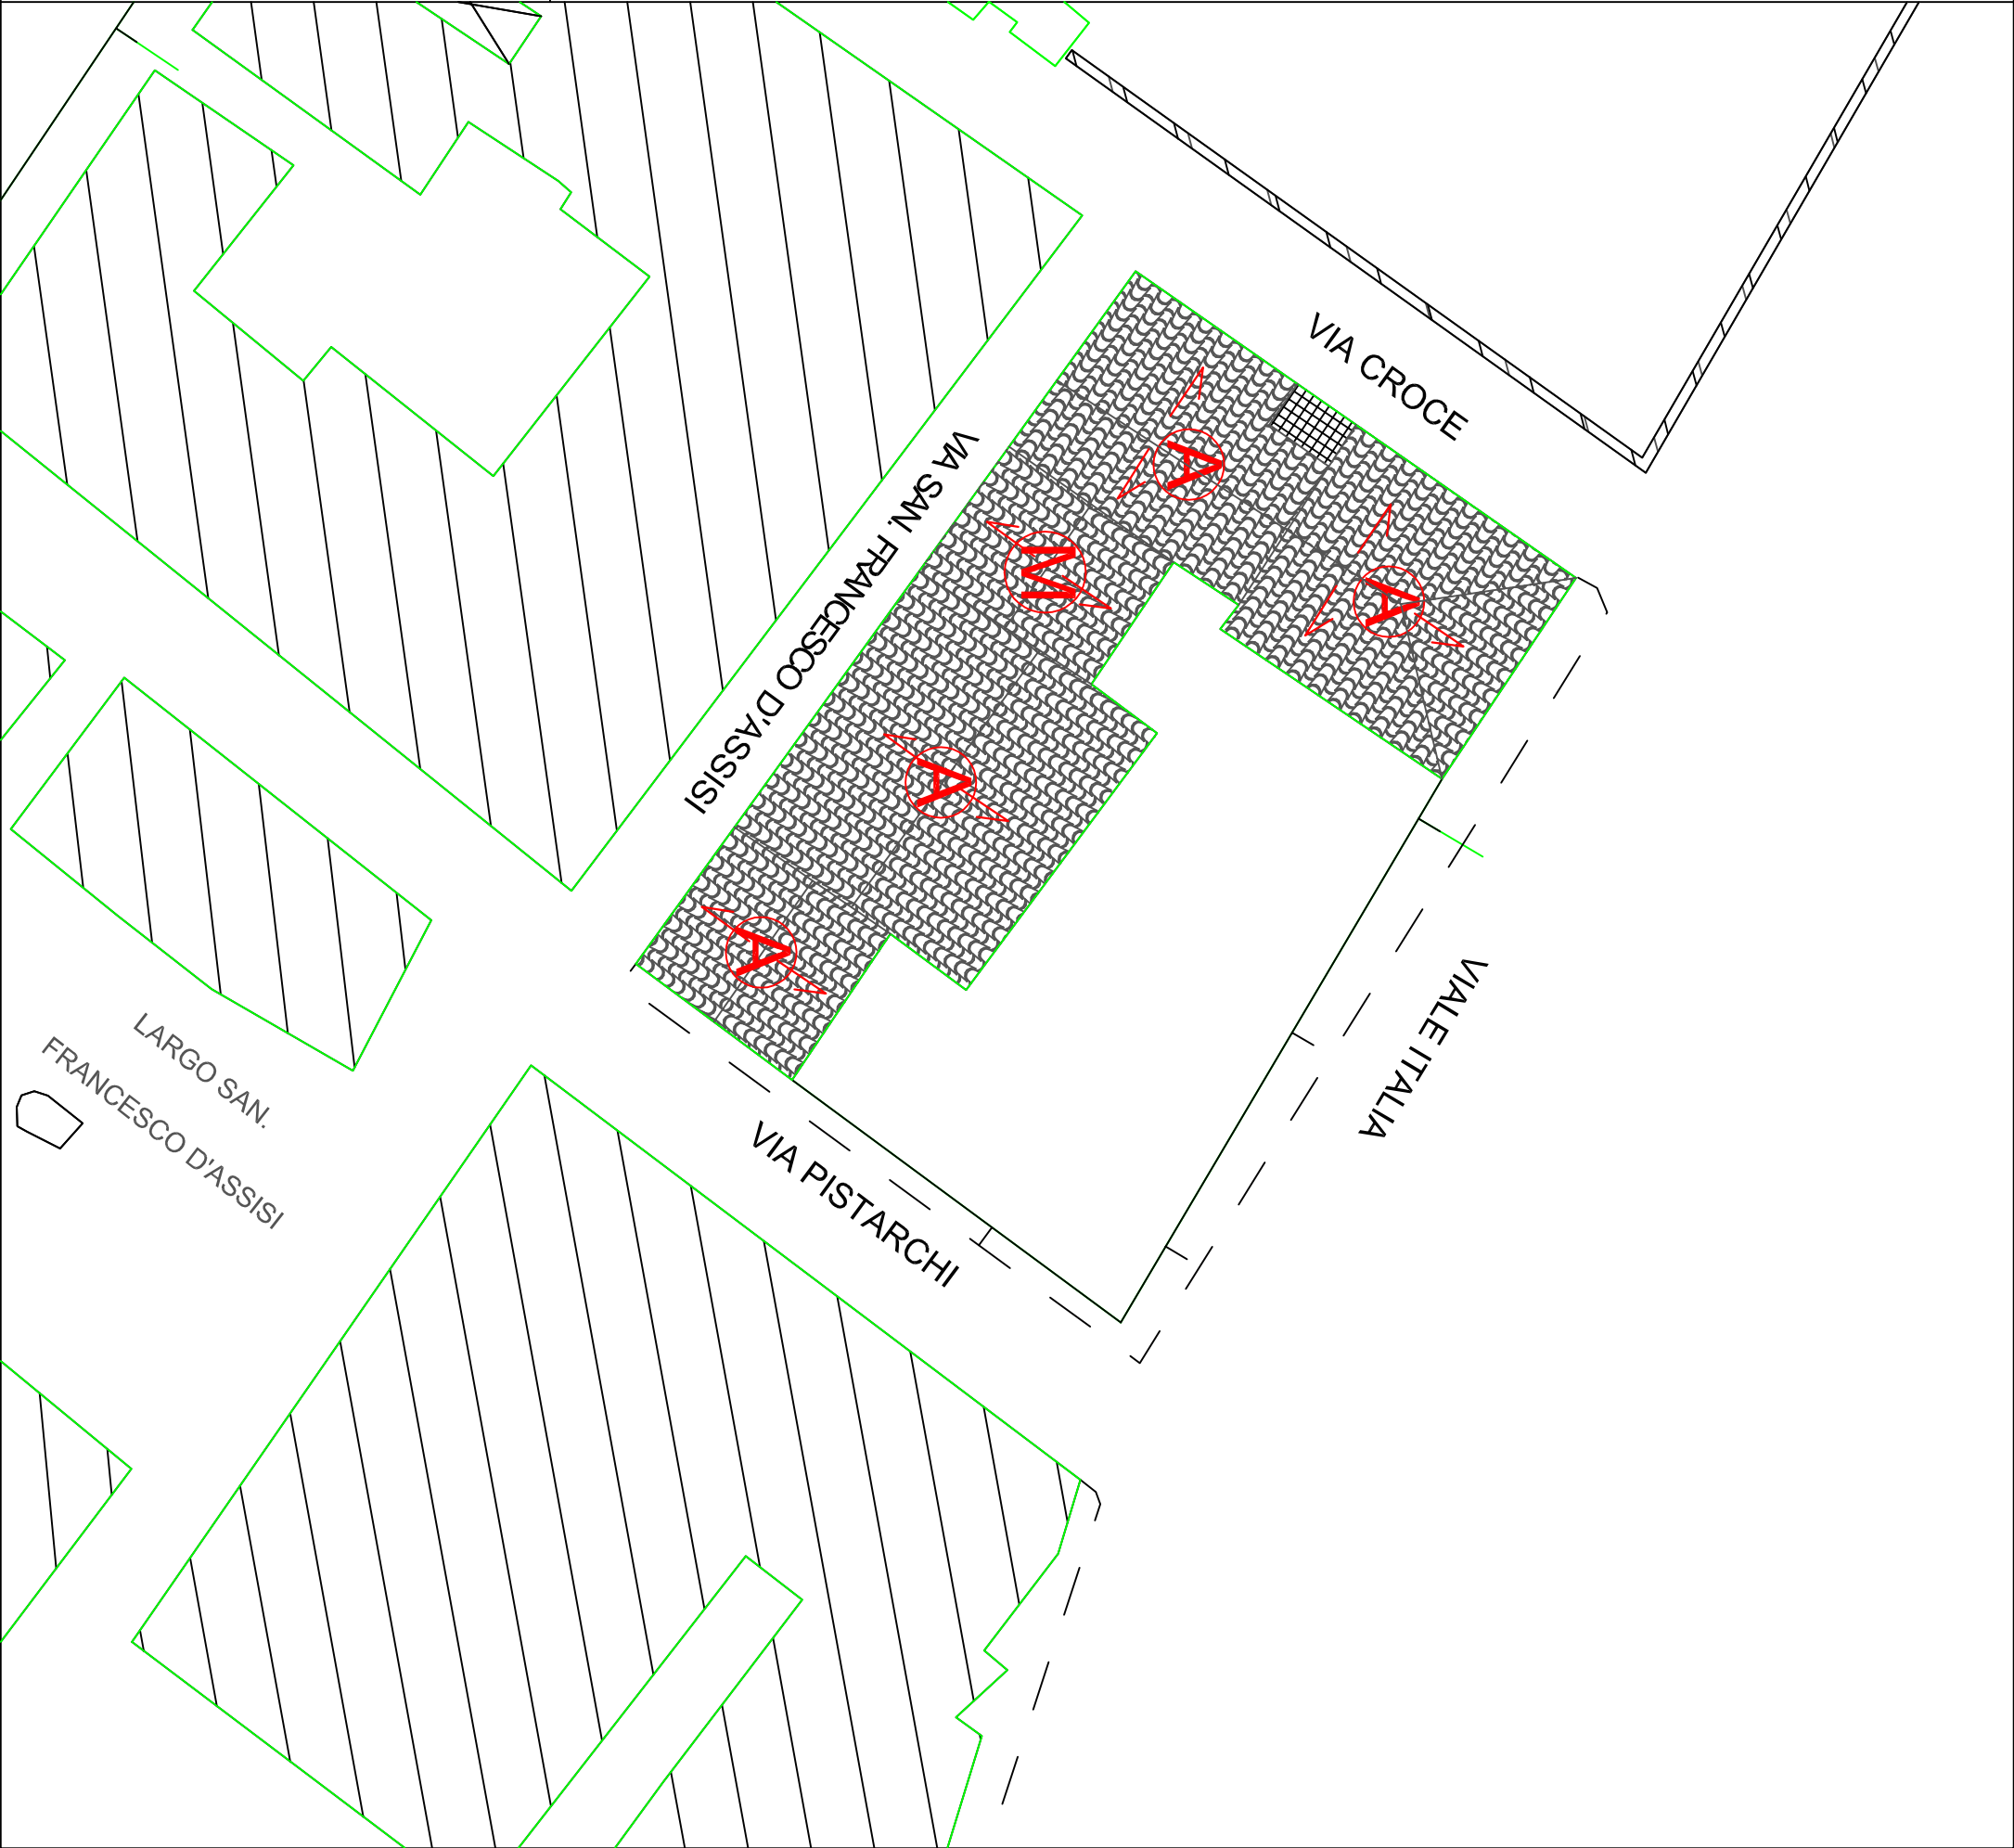 VIA CROCE
VIA SAN. FRANCESCO D'ASSISI
A
M
A
A
A
VIALE ITALIA
LARGO SAN.
FRANCESCO D'ASSISI
VIA PISTARCHI